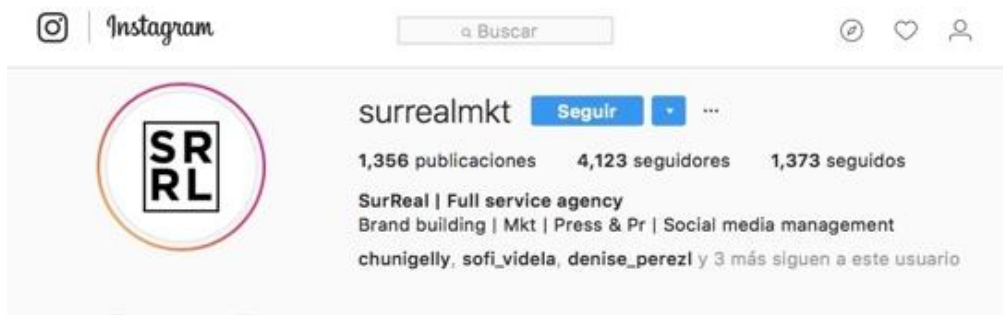 Instagram
Buscar
SR
RL
surrealmkt Seguir ...
1,356 publicaciones 4,123 seguidores 1,373 seguidos
SurReal | Full service agency
Brand building | Mkt | Press & Pr | Social media management
chunigelly, sofi_videla, denise_perezl y 3 más siguen a este usuario